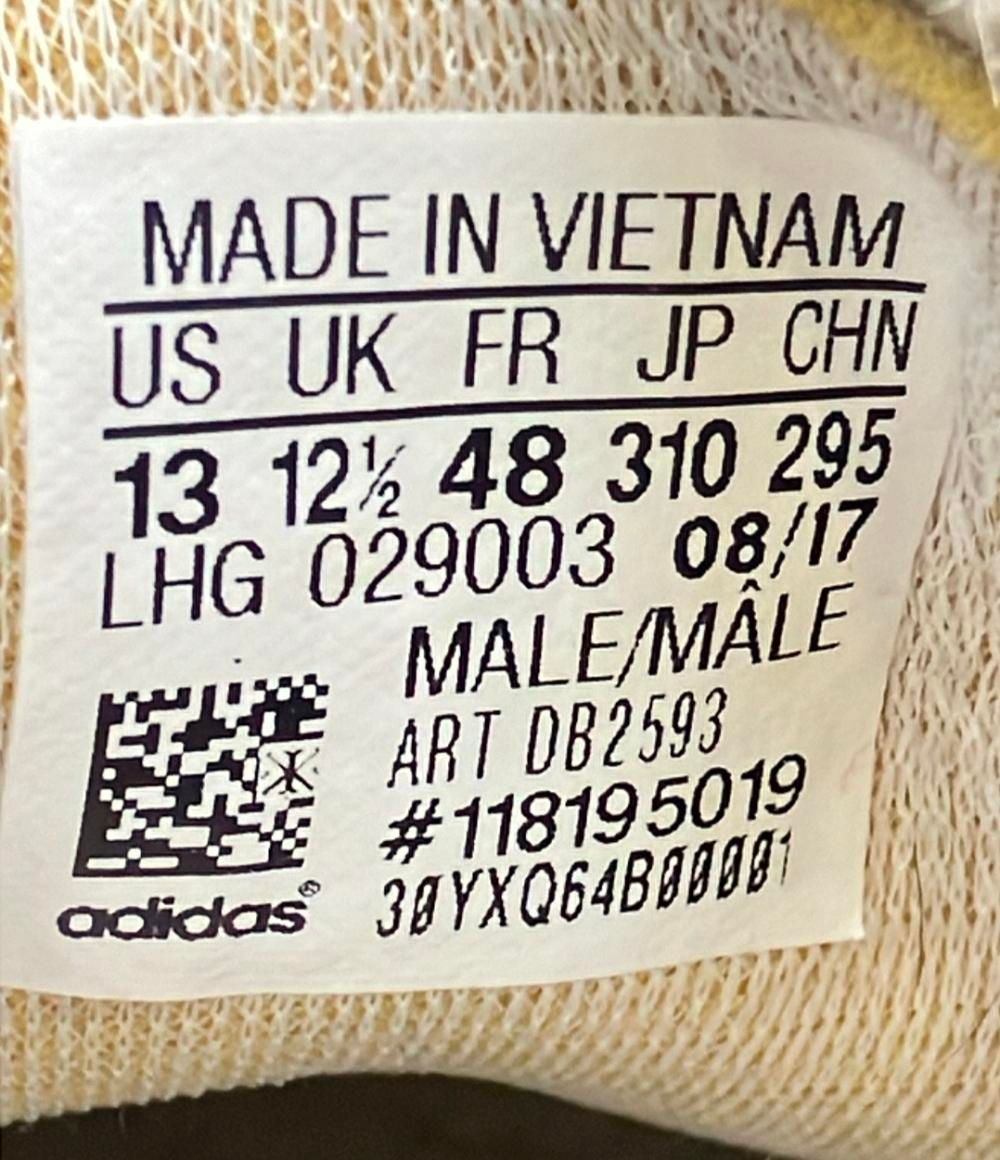 MADE IN VIETNAM
US UK FR JP CHN
13 12½ 48 310 295
LHG 029003 08/17
MALE/MÂLE
ART DB2593
#118195019
30YXQ64B00001
adidas®